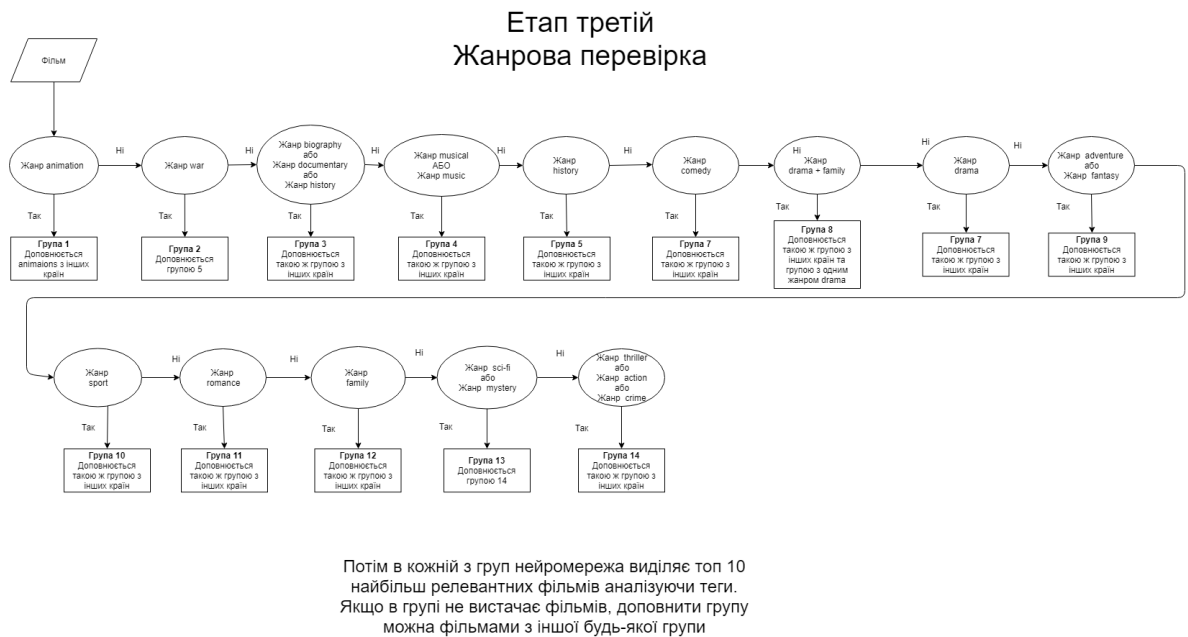 Етап третій
Жанрова перевірка
Фільм
Жанр animation
Ні
Жанр war
Ні
Жанр biography
або
Жанр documentary
або
Жанр history
Ні
Жанр musical
АБО
Жанр music
Ні
Жанр
history
Ні
Жанр
comedy
Ні
Жанр
drama + family
Ні
Жанр
drama
Ні
Жанр adventure
або
Жанр fantasy
Так
Так
Так
Так
Так
Так
Так
Так
Так
Група 1
Доповнюється
animaions з інших
країн
Група 2
Доповнюється
групою 5
Група 3
Доповнюється
такою ж групою з
інших країн
Група 4
Доповнюється
такою ж групою з
інших країн
Група 5
Доповнюється
такою ж групою з
інших країн
Група 7
Доповнюється
такою ж групою з
інших країн
Група 8
Доповнюється
такою ж групою з
інших країн та
групою з одним
жанром drama
Група 7
Доповнюється
такою ж групою з
інших країн
Група 9
Доповнюється
такою ж групою з
інших країн
Жанр
sport
Ні
Жанр
romance
Ні
Жанр
family
Ні
Жанр sci-fi
або
Жанр mystery
Ні
Жанр thriller
або
Жанр action
або
Жанр crime
Так
Так
Так
Так
Так
Група 10
Доповнюється
такою ж групою з
інших країн
Група 11
Доповнюється
такою ж групою з
інших країн
Група 12
Доповнюється
такою ж групою з
інших країн
Група 13
Доповнюється
групою 14
Група 14
Доповнюється
такою ж групою з
інших країн
Потім в кожній з груп нейромережа виділяє топ 10
найбільш релевантних фільмів аналізуючи теги.
Якщо в групі не вистачає фільмів, доповнити групу
можна фільмами з іншої будь-якої групи